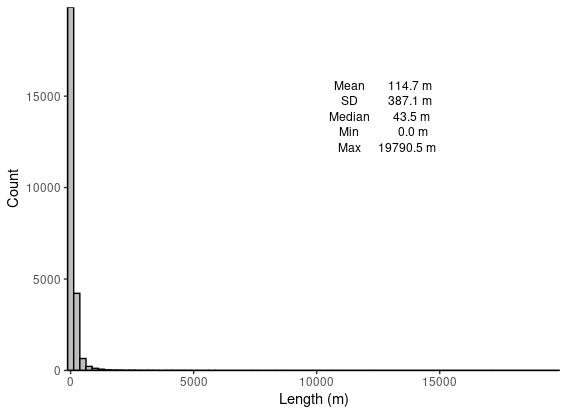 Mean 114.7 m
SD 387.1 m
Median 43.5 m
Min 0.0 m
Max 19790.5 m
15000
10000
5000
0
Count
0 5000 10000 15000
Length (m)